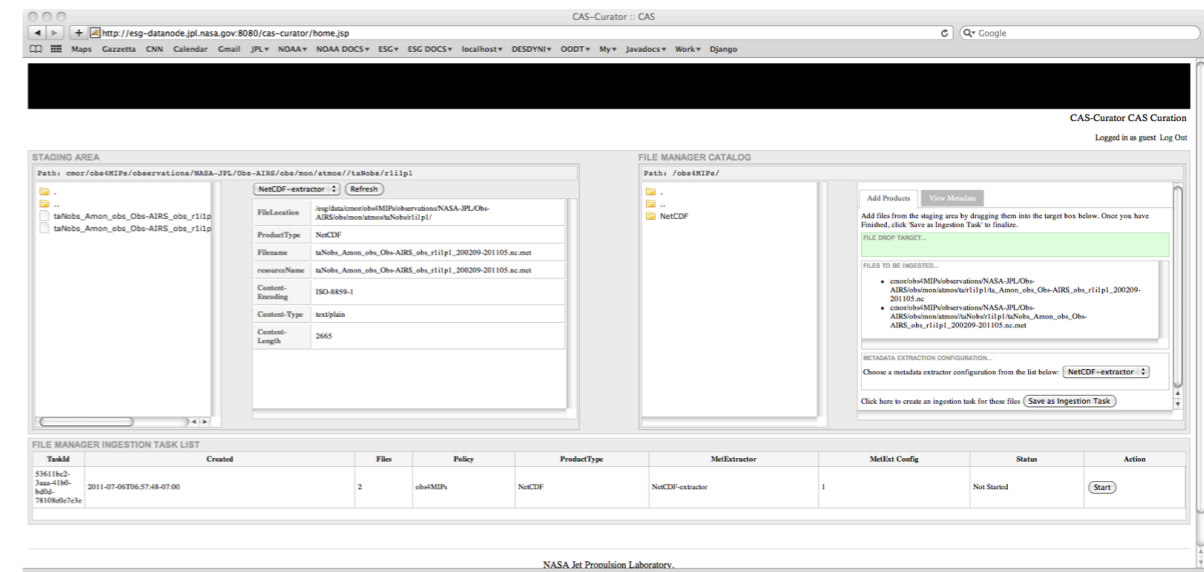 CAS-Curator :: CAS
http://esg-datanode.jpl.nasa.gov:8080/cas-curator/home.jsp
Google
Maps Gazzetta CNN Calendar Gmail JPL▾ NOAA▾ NOAA DOCS▾ ESG▾ ESG DOCS▾ localhost▾ DESDYNI▾ OODT▾ My▾ Javadocs▾ Work▾ Django
CAS-Curator CAS Curation
Logged in as guest Log Out
STAGING AREA
Path: cmor/obs4MIPs/observations/NASA-JPL/Obs-AIRS/obs/mon/atmos//taNobs/r1i1p1
.
..
taNobs_Amon_obs_Obs-AIRS_obs_r1i1p
taNobs_Amon_obs_Obs-AIRS_obs_r1i1p
NetCDF-extractor Refresh
FileLocation /esg/data/cmor/obs4MIPs/observations/NASA-JPL/Obs-
AIRS/obs/mon/atmos/taNobs/r1i1p1/
ProductType NetCDF
Filename taNobs_Amon_obs_Obs-AIRS_obs_r1i1p1_200209-201105.nc.met
resourceName taNobs_Amon_obs_Obs-AIRS_obs_r1i1p1_200209-201105.nc.met
Content-
Encoding ISO-8859-1
Content-Type text/plain
Content-
Length 2665
FILE MANAGER CATALOG
Path: /obs4MIPs/
.
..
NetCDF
Add Products View Metadata
Add files from the staging area by dragging them into the target box below. Once you have
Finished, click 'Save as Ingestion Task' to finalize.
FILE DROP TARGET...
FILES TO BE INGESTED...
• cmor/obs4MIPs/observations/NASA-JPL/Obs-
AIRS/obs/mon/atmos/ta/r1i1p1/ta_Amon_obs_Obs-AIRS_obs_r1i1p1_200209-
201105.nc
• cmor/obs4MIPs/observations/NASA-JPL/Obs-
AIRS/obs/mon/atmos//taNobs/r1i1p1/taNobs_Amon_obs_Obs-
AIRS_obs_r1i1p1_200209-201105.nc.met
METADATA EXTRACTION CONFIGURATION...
Choose a metadata extractor configuration from the list below: NetCDF-extractor
Click here to create an ingestion task for these files Save as Ingestion Task
FILE MANAGER INGESTION TASK LIST
TaskId Created Files Policy ProductType MetExtractor MetExt Config Status Action
53611bc2-
3aaa-41b0-
bd0d-
78108e0e7e3e
2011-07-06T06:57:48-07:00 2 obs4MIPs NetCDF NetCDF-extractor 1 Not Started Start
NASA Jet Propulsion Laboratory.